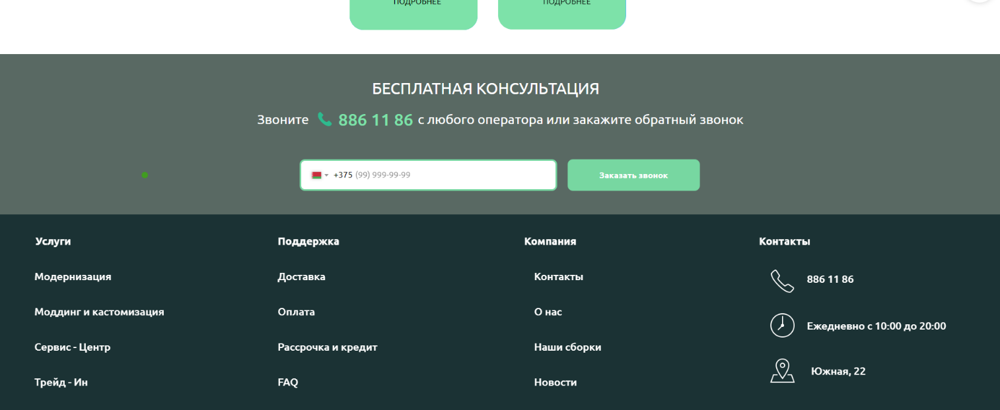 ПОДРОБНЕЕ ПОДРОБНЕЕ
БЕСПЛАТНАЯ КОНСУЛЬТАЦИЯ
Звоните 886 11 86 с любого оператора или закажите обратный звонок
+375 (99) 999-99-99 Заказать звонок
Услуги Поддержка Компания Контакты
Модернизация Доставка Контакты 886 11 86
Моддинг и кастомизация Оплата О нас Ежедневно с 10:00 до 20:00
Сервис - Центр Рассрочка и кредит Наши сборки
Южная, 22
Трейд - Ин FAQ Новости